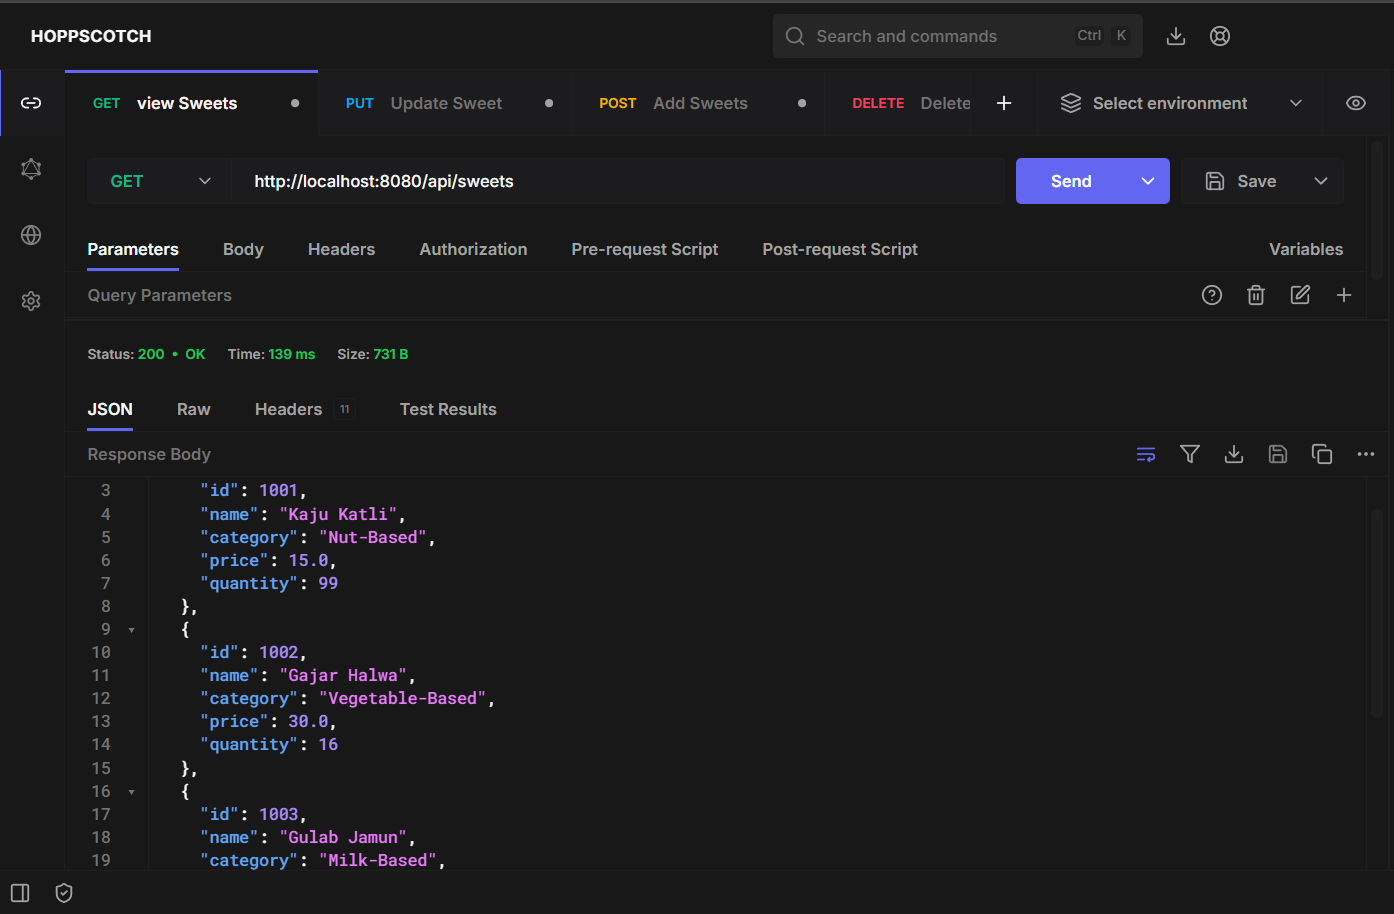 HOPPSCOTCH
Search and commands Ctrl K
GET view Sweets PUT Update Sweet POST Add Sweets DELETE Delete Select environment
GET http://localhost:8080/api/sweets Send Save
Parameters Body Headers Authorization Pre-request Script Post-request Script Variables
Query Parameters
Status: 200 • OK Time: 139 ms Size: 731 B
JSON Raw Headers 11 Test Results
Response Body
3 "id": 1001,
4 "name": "Kaju Katli",
5 "category": "Nut-Based",
6 "price": 15.0,
7 "quantity": 99
8 },
9 {
10 "id": 1002,
11 "name": "Gajar Halwa",
12 "category": "Vegetable-Based",
13 "price": 30.0,
14 "quantity": 16
15 },
16 {
17 "id": 1003,
18 "name": "Gulab Jamun",
19 "category": "Milk-Based",